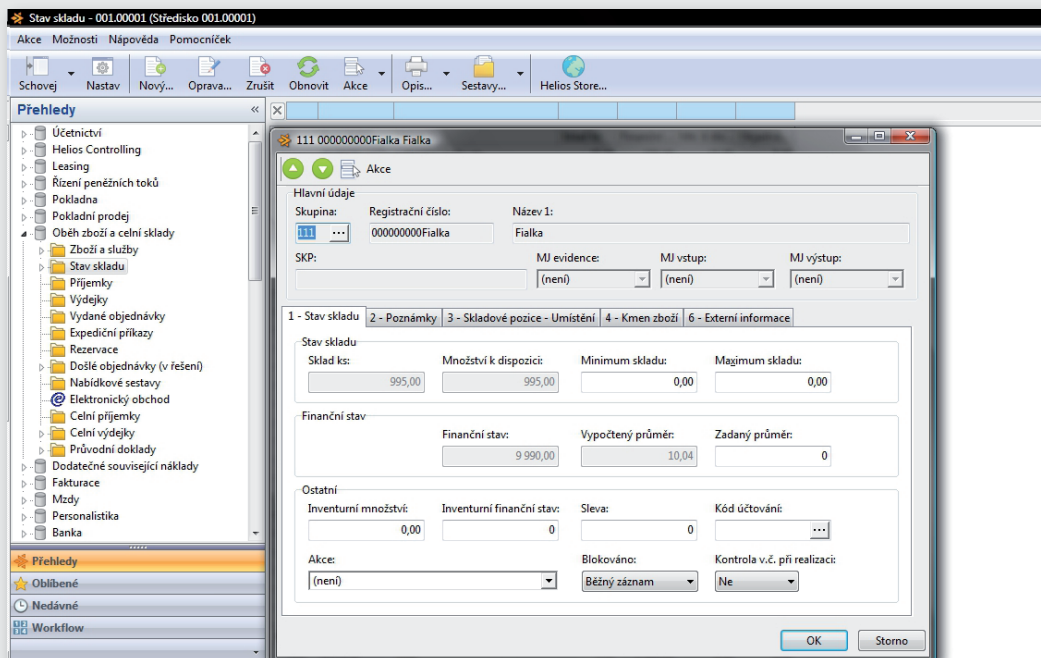 Stav skladu - 001.00001 (Středisko 001.00001)
Akce Možnosti Nápověda Pomocníček
Schovej Nastav Nový... Oprava... Zrušit Obnovit Akce Opis... Sestavy... Helios Store...
Přehledy «
Účetnictví
Helios Controlling
Leasing
Řízení peněžních toků
Pokladna
Pokladní prodej
Oběh zboží a celní sklady
Zboží a služby
Stav skladu
Příjemky
Výdejky
Vydané objednávky
Expediční příkazy
Rezervace
Došlé objednávky (v řešení)
Nabídkové sestavy
Elektronický obchod
Celní příjemky
Celní výdejky
Průvodní doklady
Dodatečné související náklady
Fakturace
Mzdy
Personalistika
Banka
Přehledy
Oblíbené
Nedávné
Workflow
111 000000000Fialka Fialka
Akce
Hlavní údaje
Skupina: Registrační číslo: Název 1:
111 ... 000000000Fialka Fialka
SKP: MJ evidence: MJ vstup: MJ výstup:
(není) (není) (není)
1 - Stav skladu 2 - Poznámky 3 - Skladové pozice - Umístění 4 - Kmen zboží 6 - Externí informace
Stav skladu
Sklad ks: Množství k dispozici: Minimum skladu: Maximum skladu:
995,00 995,00 0,00 0,00
Finanční stav
Finanční stav: Vypočtený průměr: Zadaný průměr:
9 990,00 10,04 0
Ostatní
Inventurní množství: Inventurní finanční stav: Sleva: Kód účtování:
0,00 0 0 ...
Akce: Blokováno: Kontrola v.č. při realizaci:
(není) Běžný záznam Ne
OK Storno